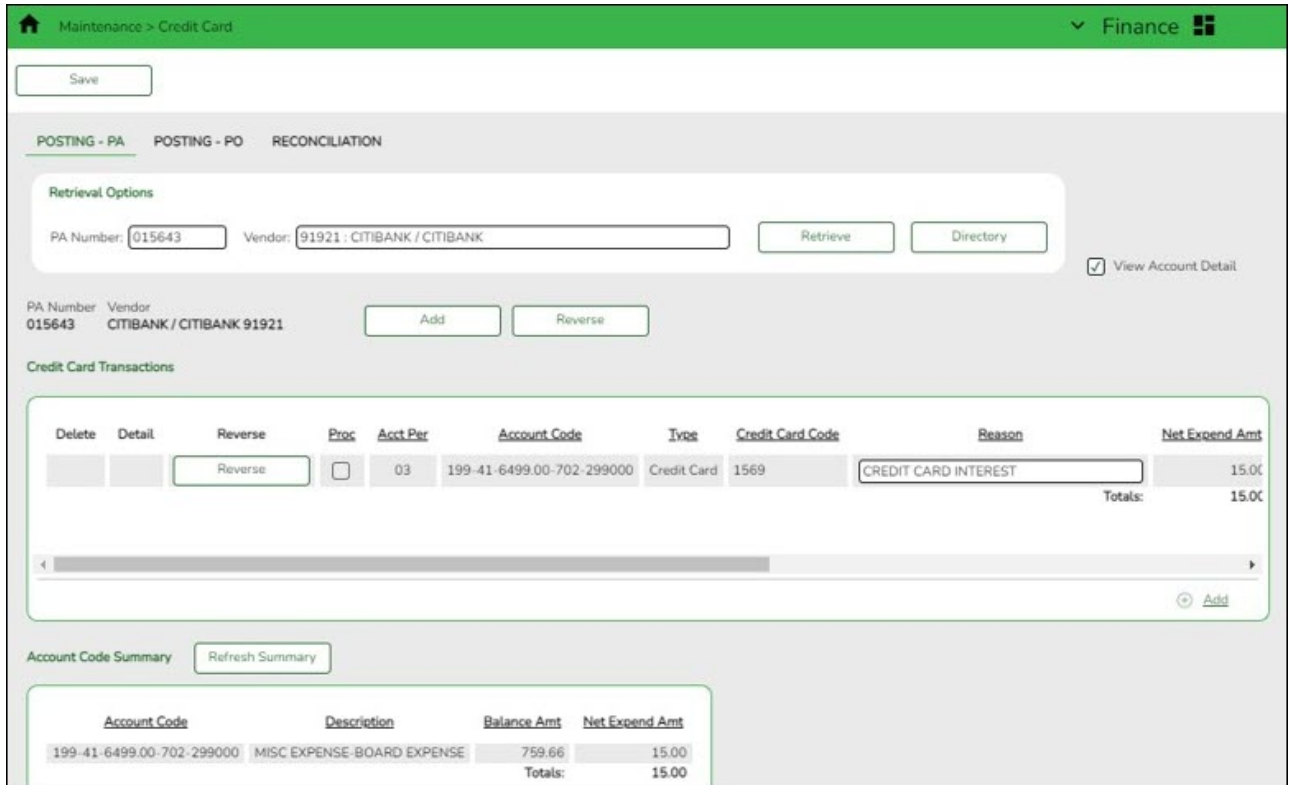 Maintenance > Credit Card Finance
Save
POSTING - PA POSTING - PO RECONCILIATION
Retrieval Options
PA Number: 015643 Vendor: 91921 : CITIBANK / CITIBANK Retrieve Directory
View Account Detail
PA Number Vendor
015643 CITIBANK / CITIBANK 91921 Add Reverse
Credit Card Transactions
Delete Detail Reverse Proc Acct Per Account Code Type Credit Card Code Reason Net Expend Amt
Reverse 03 199-41-6499.00-702-299000 Credit Card 1569 CREDIT CARD INTEREST 15.00
Totals: 15.00
Add
Account Code Summary Refresh Summary
Account Code Description Balance Amt Net Expend Amt
199-41-6499.00-702-299000 MISC EXPENSE-BOARD EXPENSE 759.66 15.00
Totals: 15.00